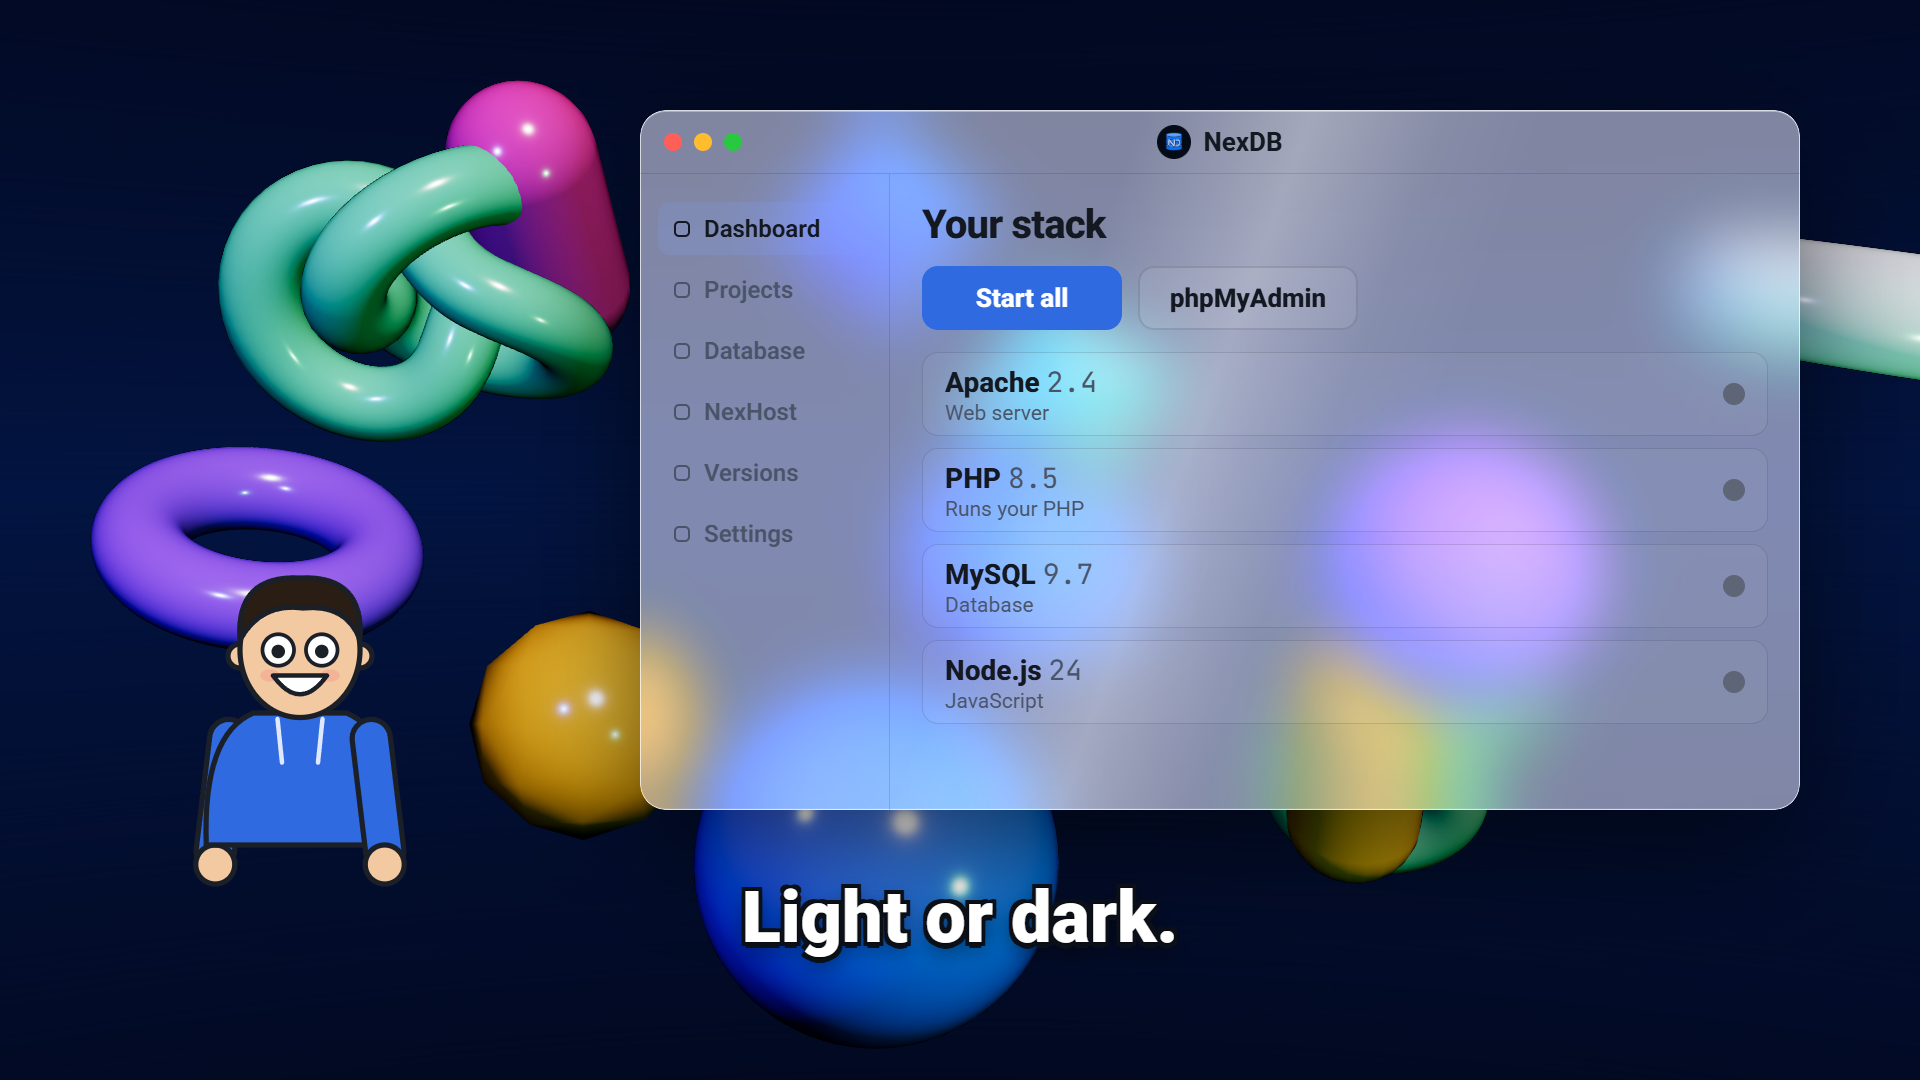 NexDB
Dashboard
Projects
Database
NexHost
Versions
Settings
Your stack
Start all
phpMyAdmin
Apache 2.4
Web server
PHP 8.5
Runs your PHP
MySQL 9.7
Database
Node.js 24
JavaScript
Light or dark.